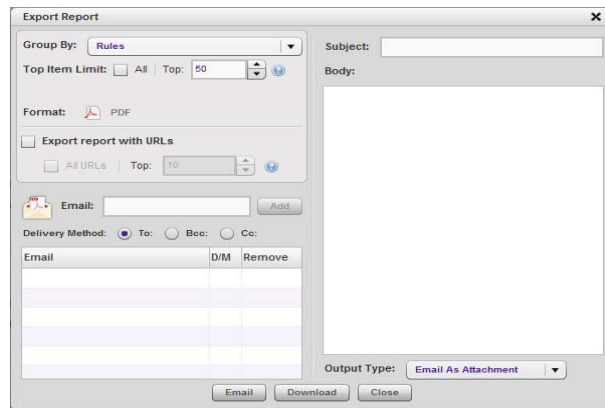 Export Report
Group By: Rules
Top Item Limit: All Top: 50
Format: PDF
Export report with URLs
All URLs Top: 10
Email: Add
Delivery Method: To: Bcc: Cc:
Email D/M Remove
Subject:
Body:
Output Type: Email As Attachment
Email Download Close